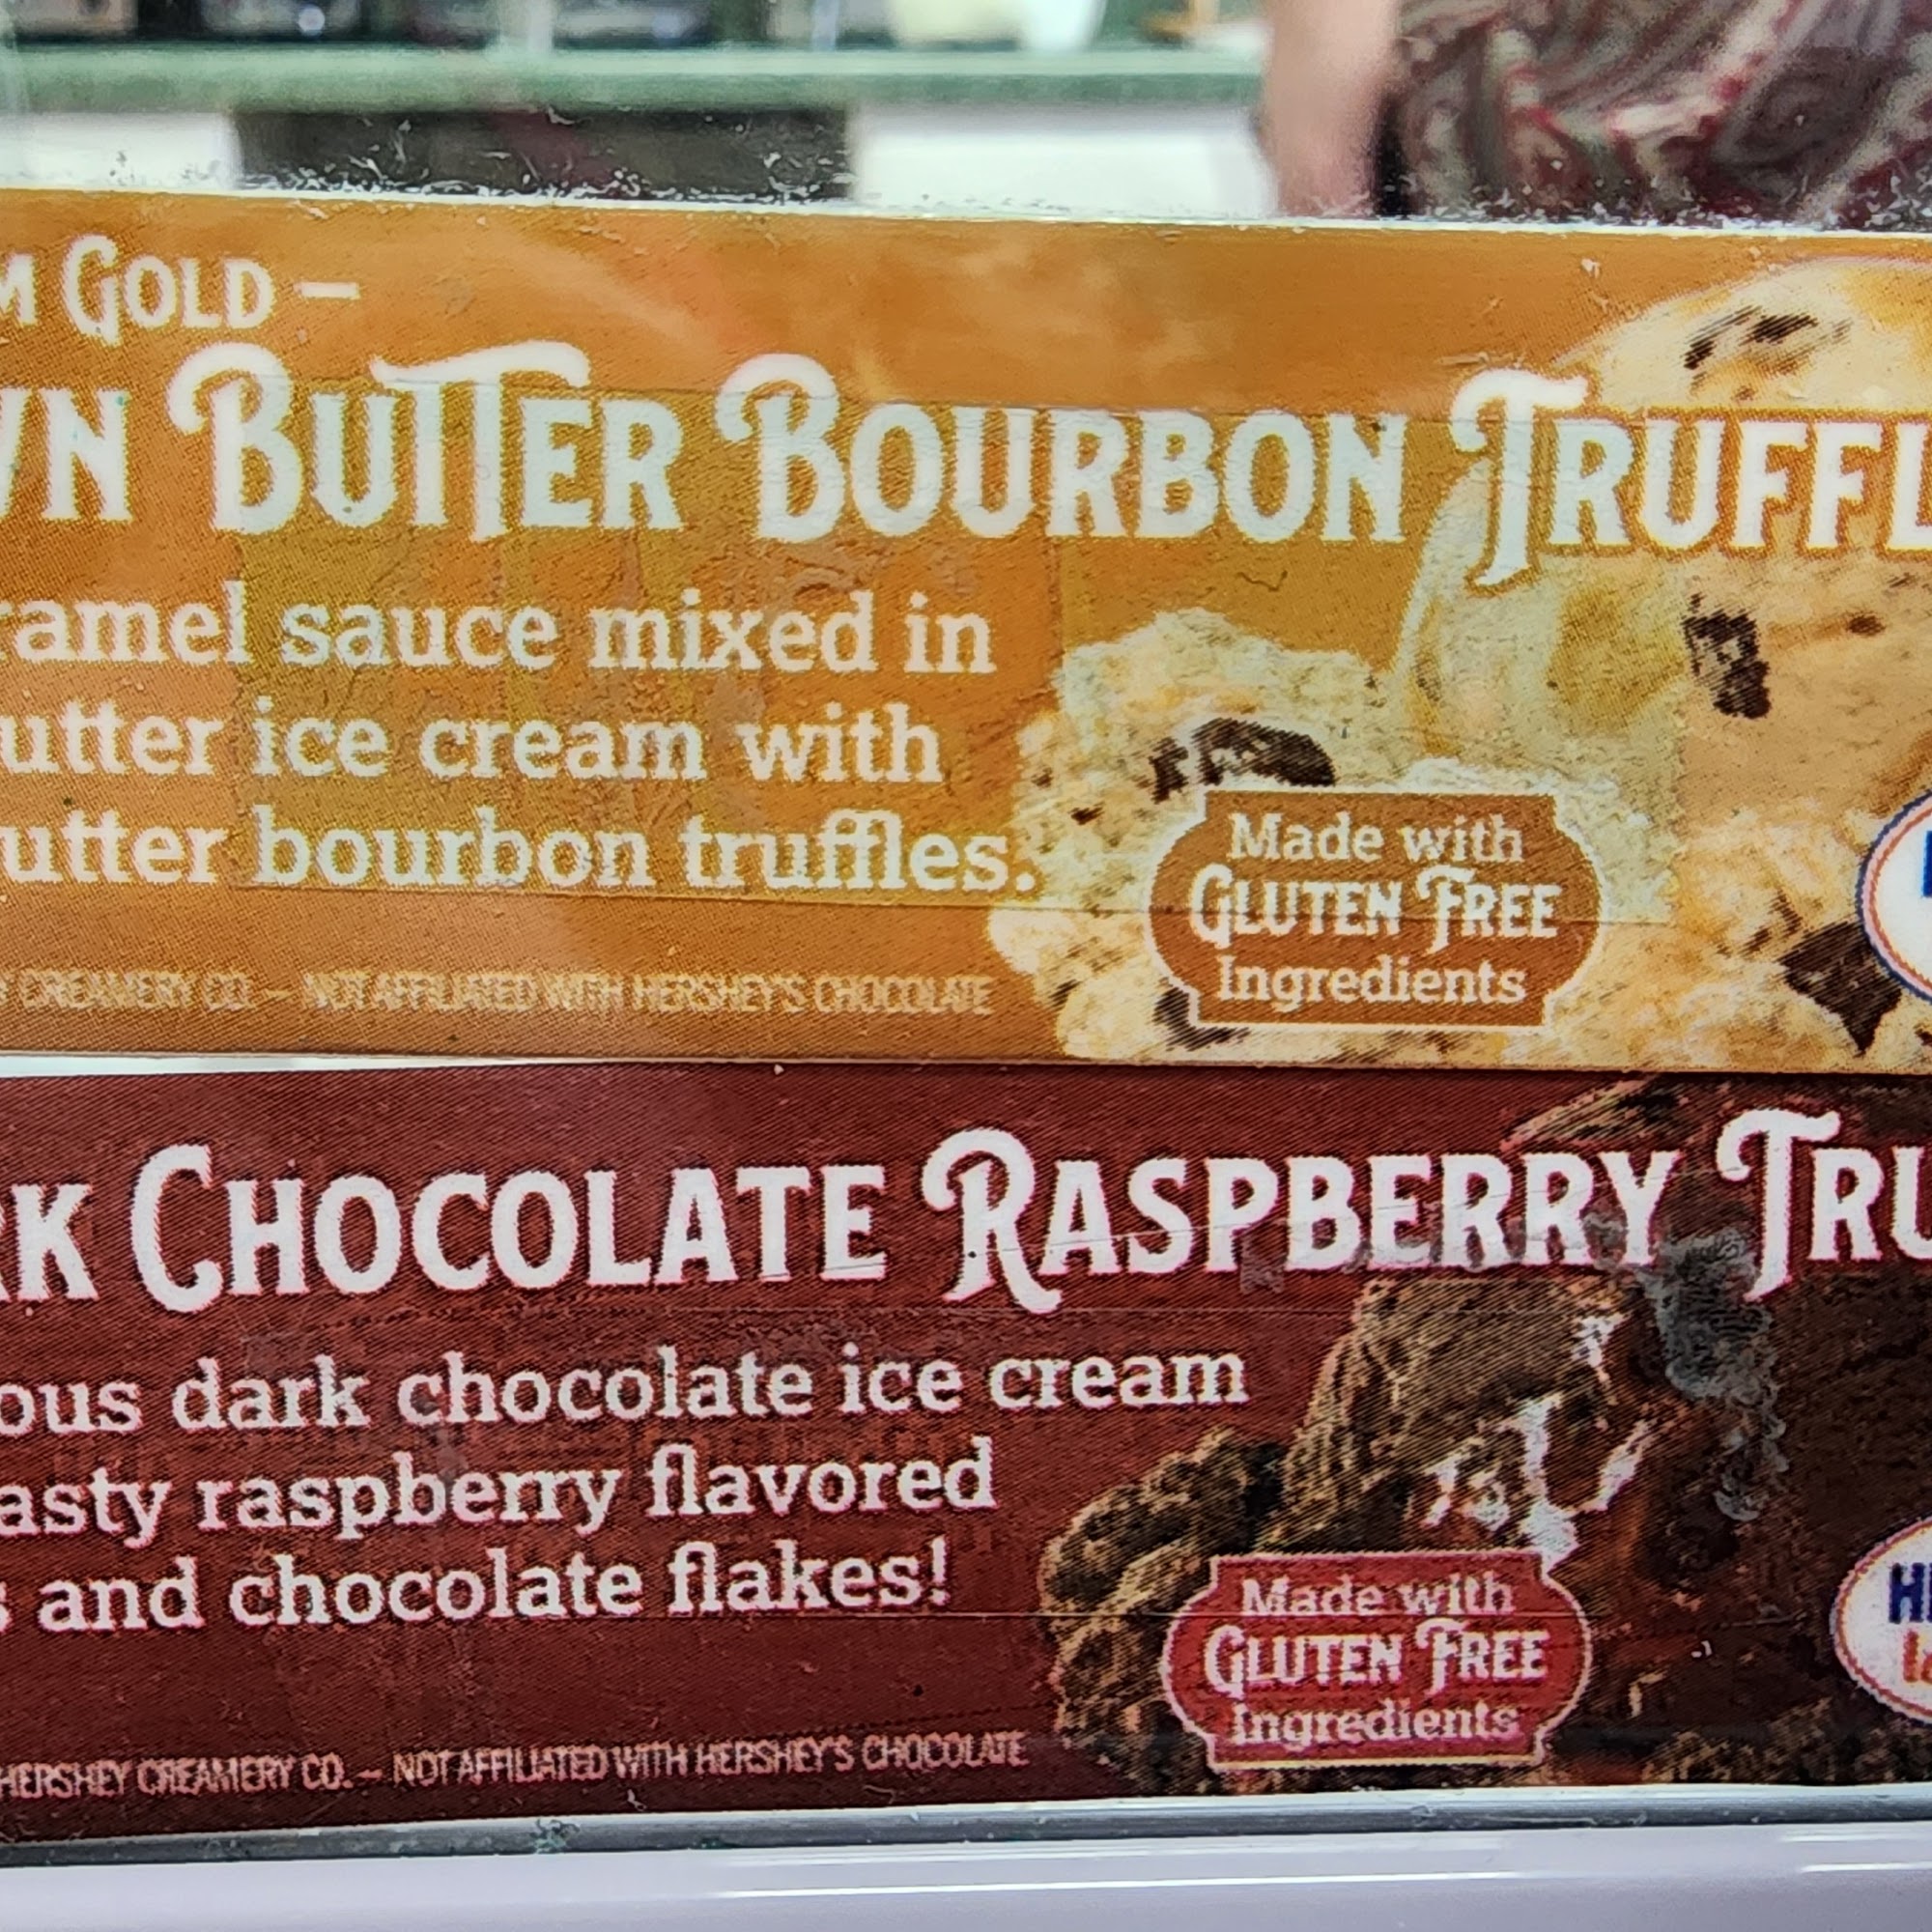 M GOLD –
WN BUTTER BOURBON TRUFFL
ramel sauce mixed in
utter ice cream with
utter bourbon truffles.
Made with
GLUTEN FREE
Ingredients
CREAMERY CO. – NOT AFFILIATED WITH HERSHEY'S CHOCOLATE
RK CHOCOLATE RASPBERRY TRU
ous dark chocolate ice cream
asty raspberry flavored
s and chocolate flakes!
Made with
GLUTEN FREE
Ingredients
HERSHEY CREAMERY CO. – NOT AFFILIATED WITH HERSHEY'S CHOCOLATE